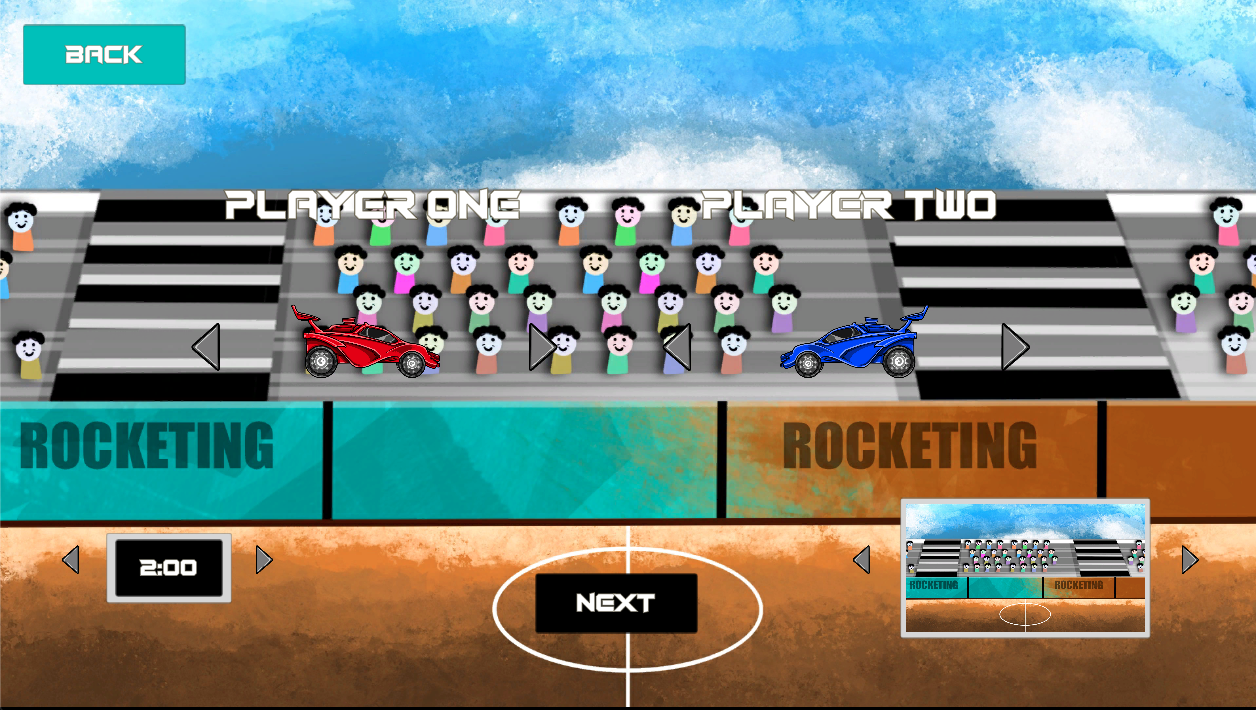 BACK
PLAYER ONE
PLAYER TWO
ROCKETING
ROCKETING
2:00
NEXT
ROCKETING
ROCKETING